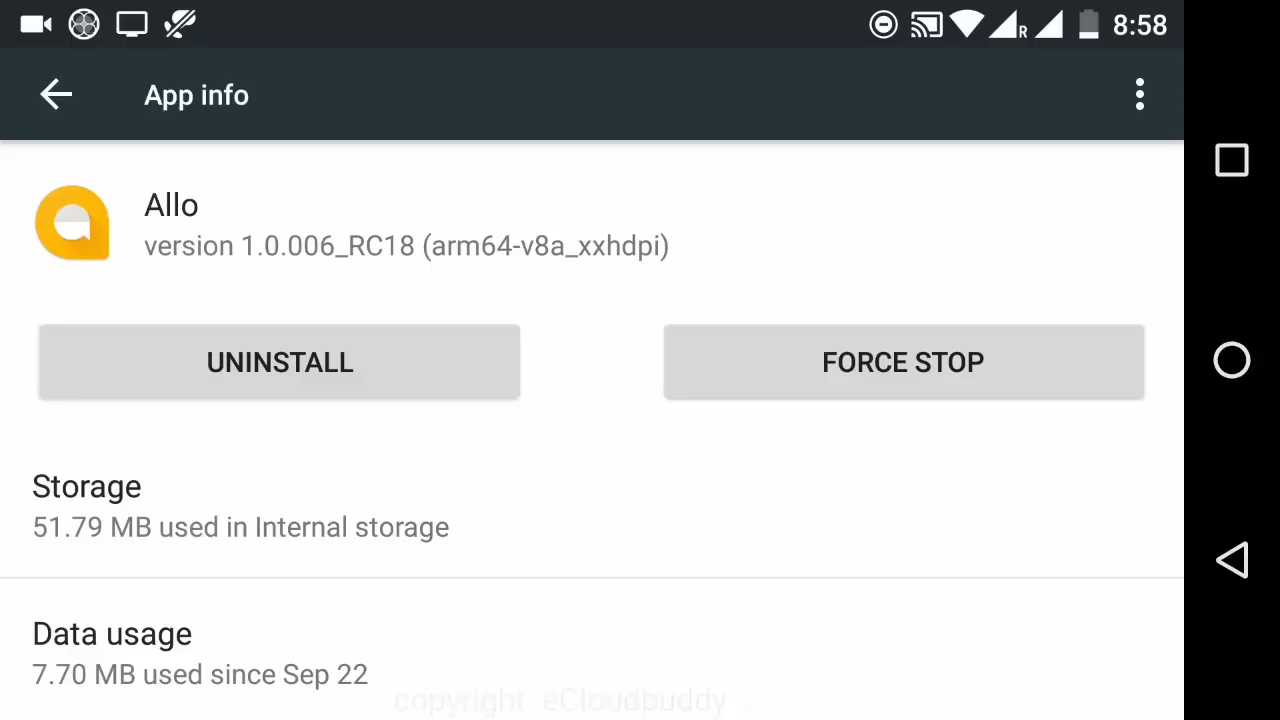 8:58
App info
Allo
version 1.0.006_RC18 (arm64-v8a_xxhdpi)
UNINSTALL
FORCE STOP
Storage
51.79 MB used in Internal storage
Data usage
7.70 MB used since Sep 22
copyright eCloudbuddy